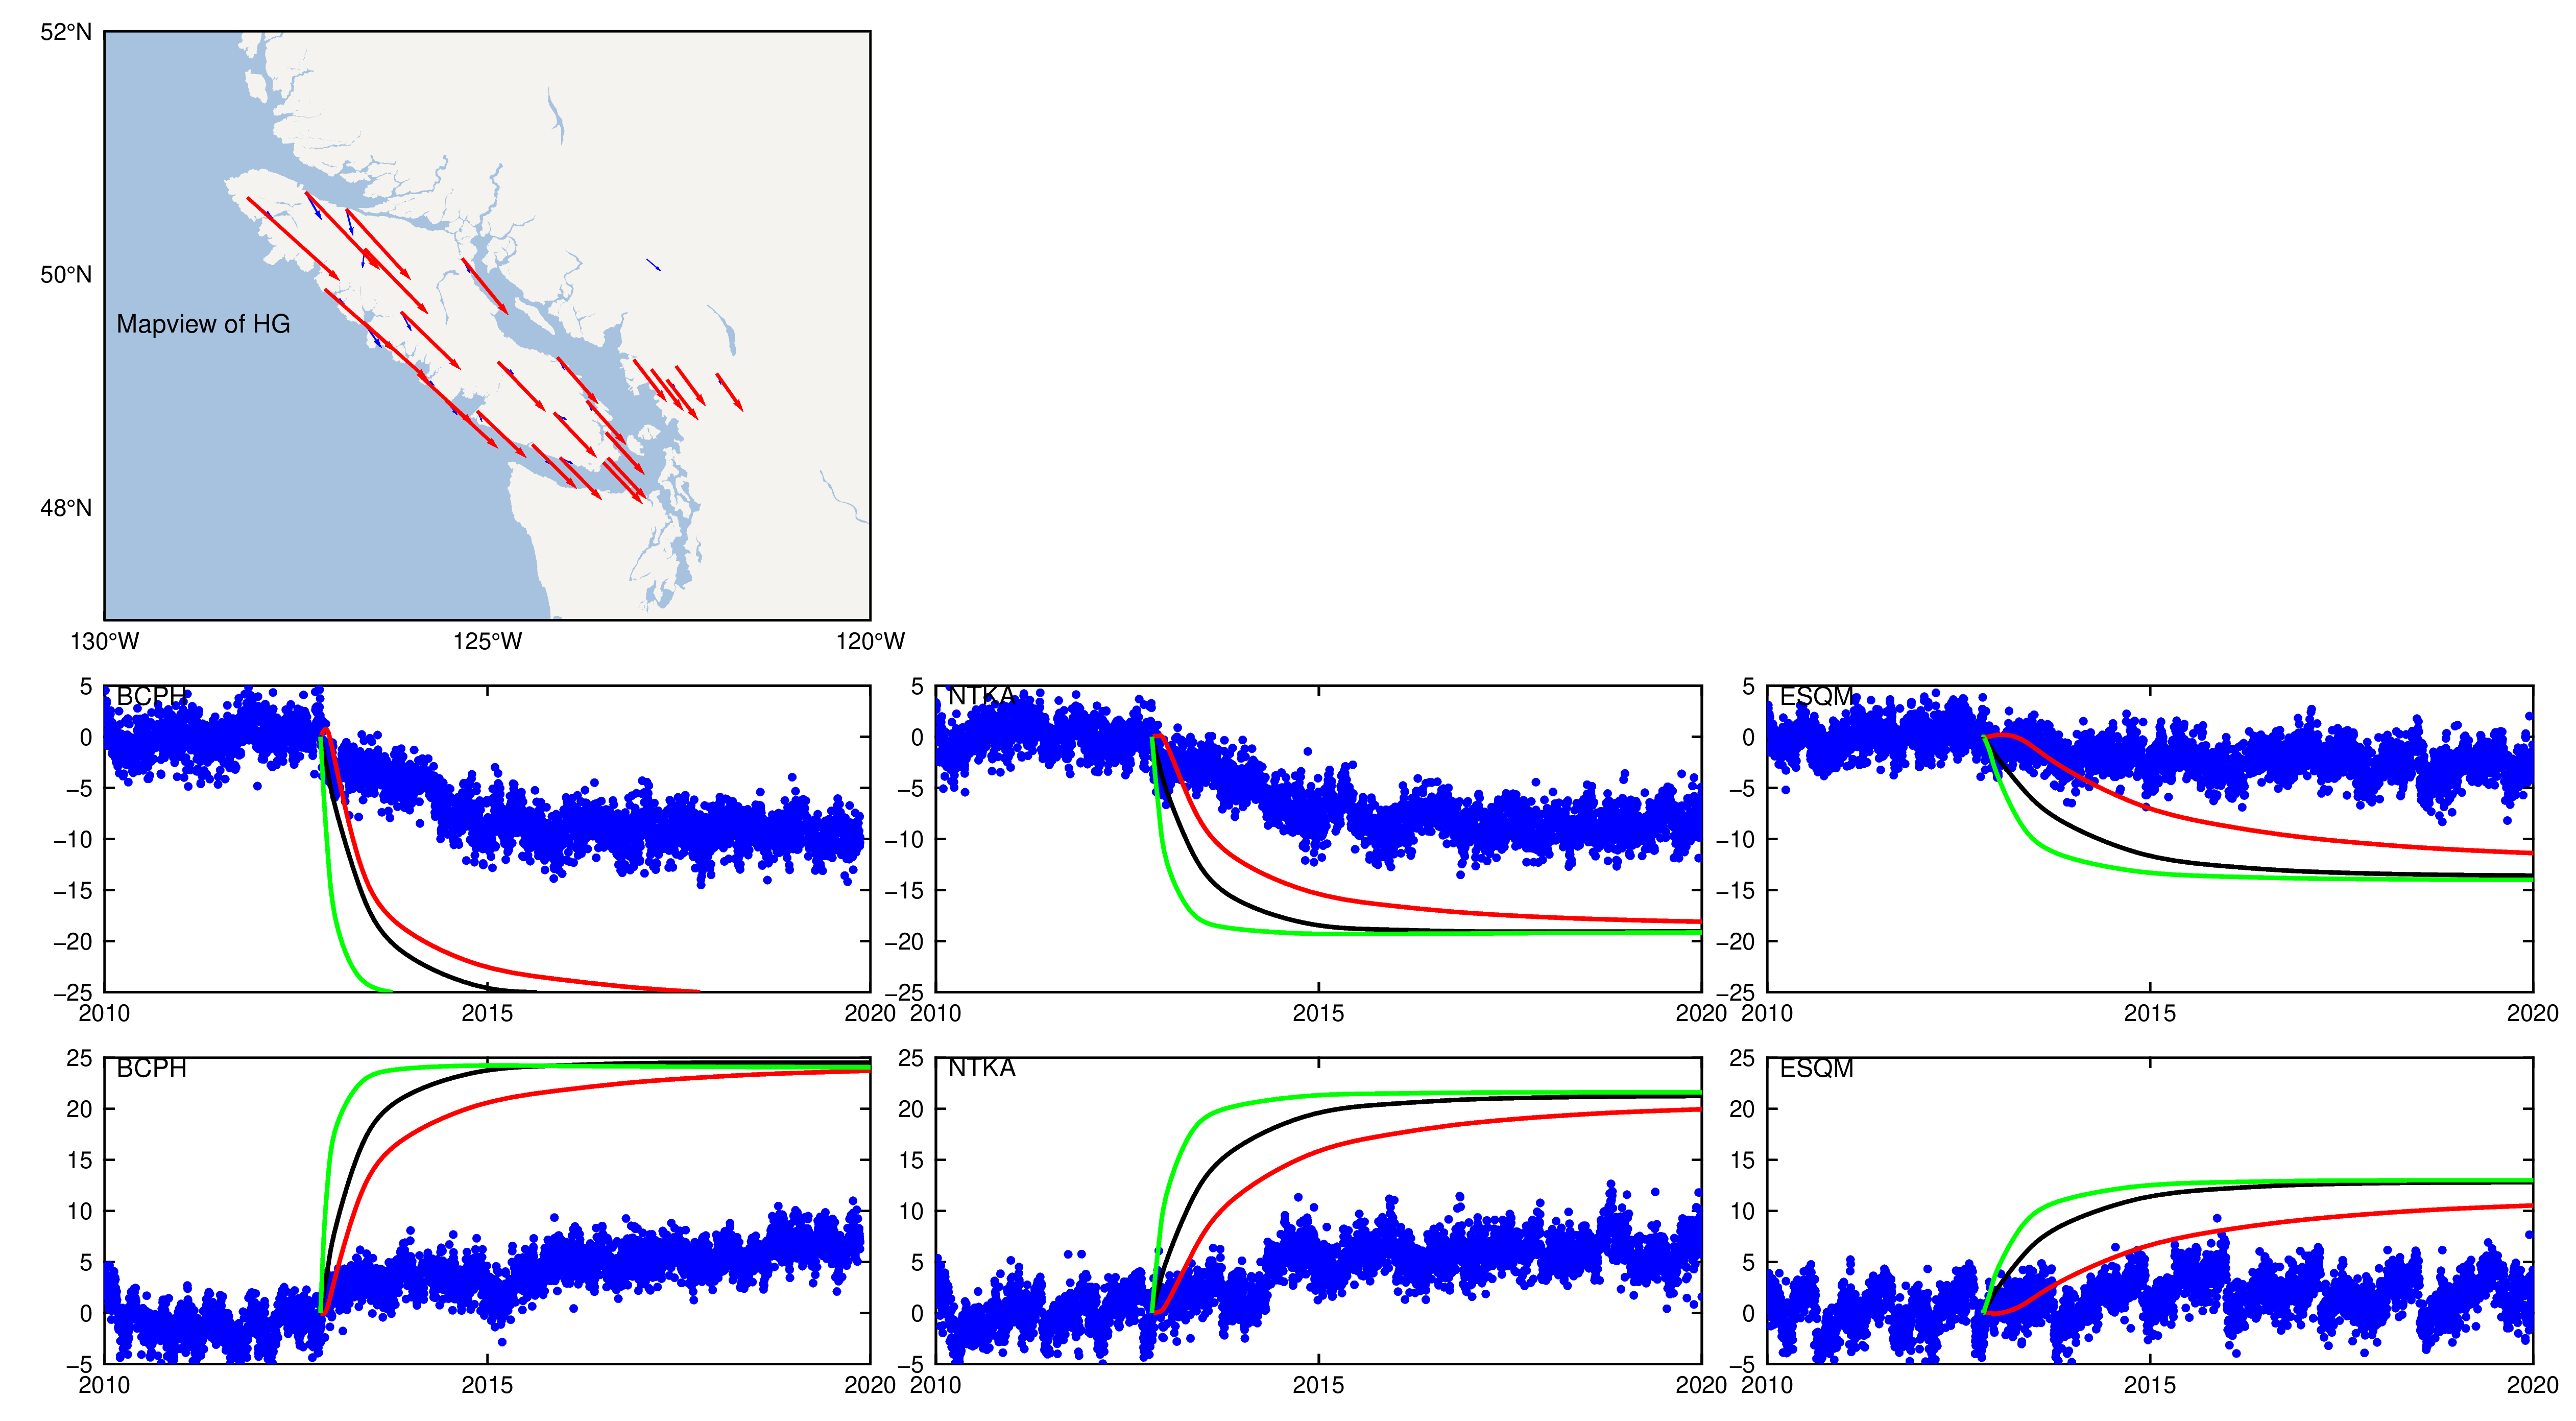 52°N
50°N
Mapview of HG
48°N
130°W 125°W 120°W
BCPH NTKA ESQM
5 5 5
0 0 0
−5 −5 −5
−10 −10 −10
−15 −15 −15
−20 −20 −20
−25 −25 −25
2010 2015 2020 2010 2015 2020 2010 2015 2020
25 25 25
BCPH NTKA ESQM
20 20 20
15 15 15
10 10 10
5 5 5
0 0 0
−5 −5 −5
2010 2015 2020 2010 2015 2020 2010 2015 2020